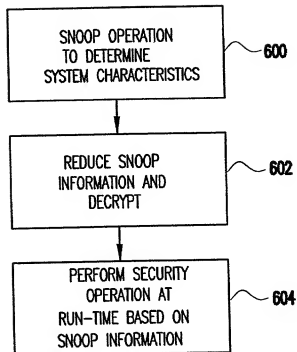 SNOOP OPERATION
TO DETERMINE
SYSTEM CHARACTERISTICS
600
REDUCE SNOOP
INFORMATION AND
DECRYPT
602
PERFORM SECURITY
OPERATION AT
RUN-TIME BASED ON
SNOOP INFORMATION
604